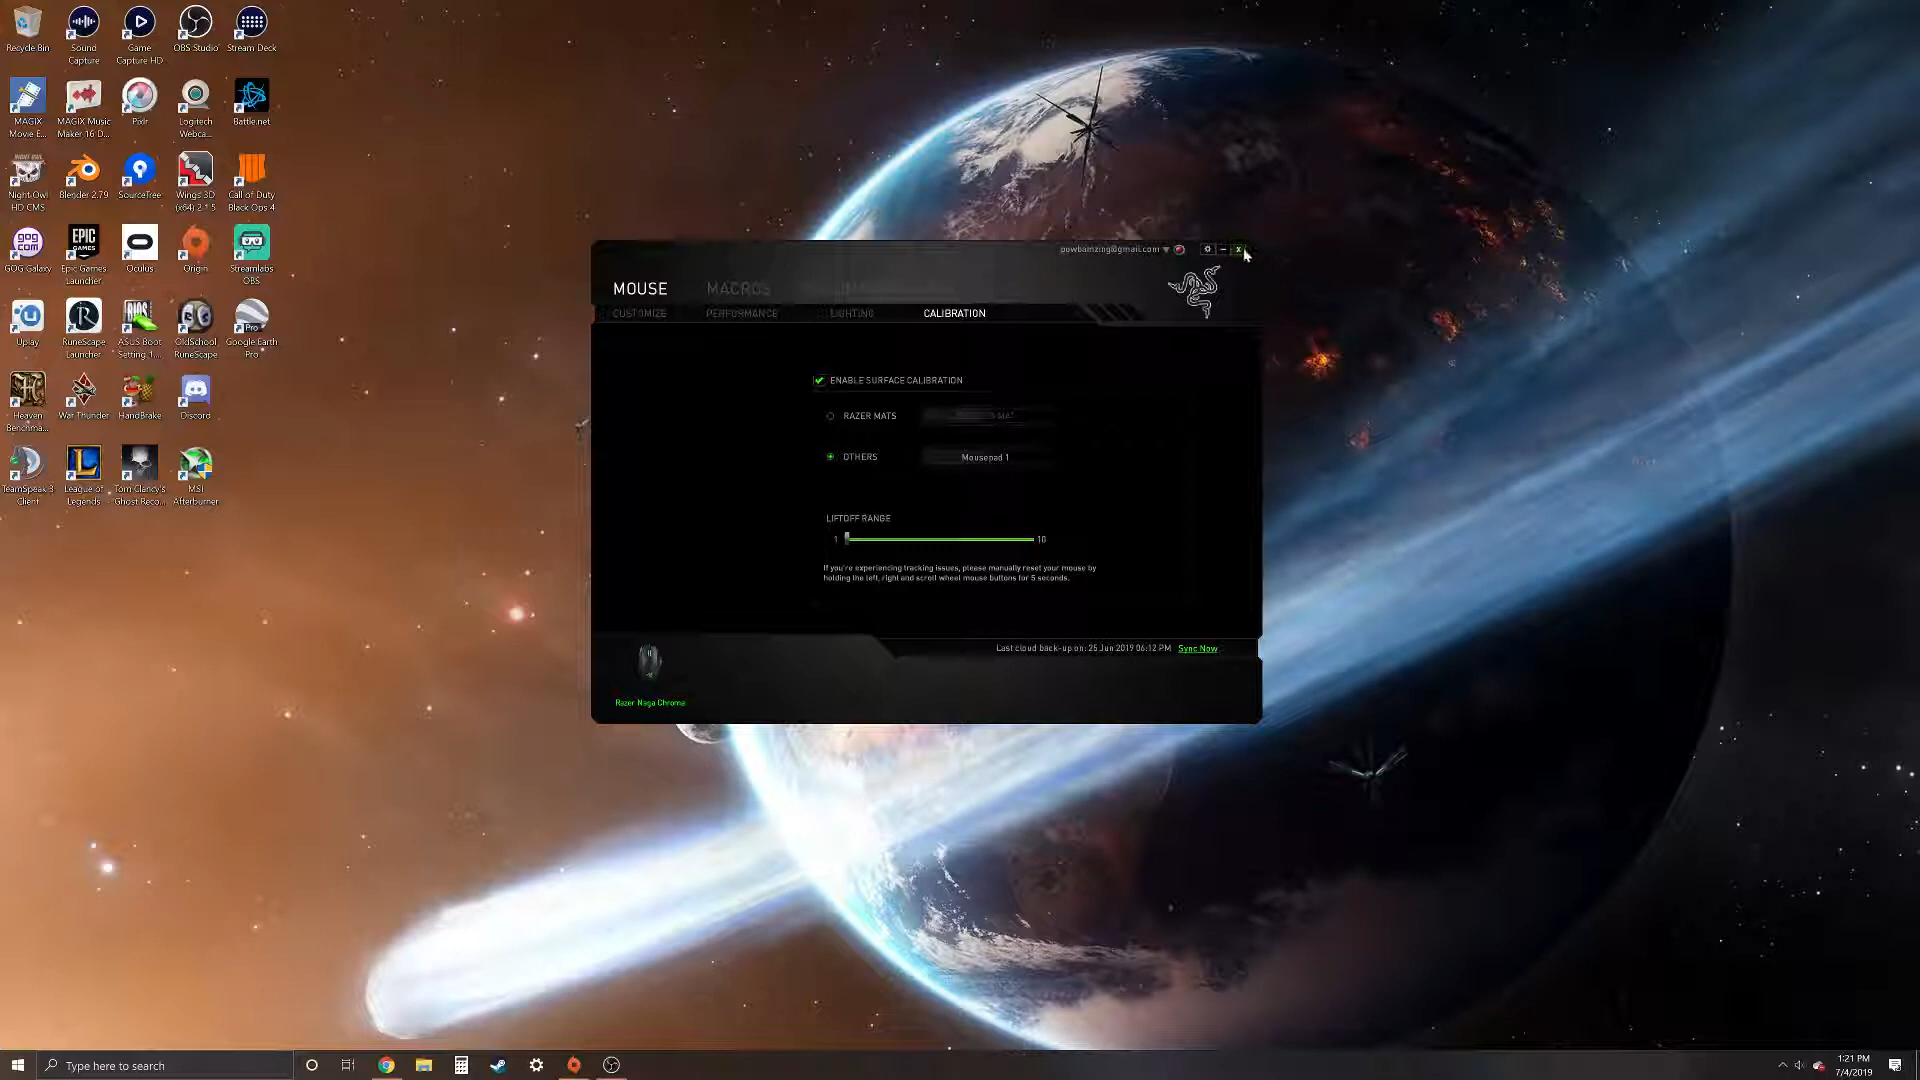 Recycle Bin
Sound
Capture
Game
Capture HD
OBS Studio
Stream Deck
MAGIX
Movie E...
MAGIX Music
Maker 16 D...
Pixlr
Logitech
Webca...
Battle.net
Night Owl
HD CMS
Blender 2.79
SourceTree
Wings 3D
(x64) 2.1.5
Call of Duty
Black Ops 4
GOG Galaxy
Epic Games
Launcher
Oculus
Origin
Streamlabs
OBS
Uplay
RuneScape
Launcher
ASUS Boot
Setting 1....
OldSchool
RuneScape
Google Earth
Pro
Heaven
Benchma...
War Thunder
HandBrake
Discord
TeamSpeak 3
Client
League of
Legends
Tom Clancy's
Ghost Reco...
MSI
Afterburner
powbamzing@gmail.com
MOUSE
MACROS
CUSTOMIZE
PERFORMANCE
LIGHTING
CALIBRATION
ENABLE SURFACE CALIBRATION
RAZER MATS
OTHERS
Mousepad 1
LIFTOFF RANGE
1
10
If you're experiencing tracking issues, please manually reset your mouse by
holding the left, right and scroll wheel mouse buttons for 5 seconds.
Last cloud back-up on: 25 Jun 2019 06:12 PM
Sync Now
Razer Naga Chroma
Type here to search
1:21 PM
7/4/2019